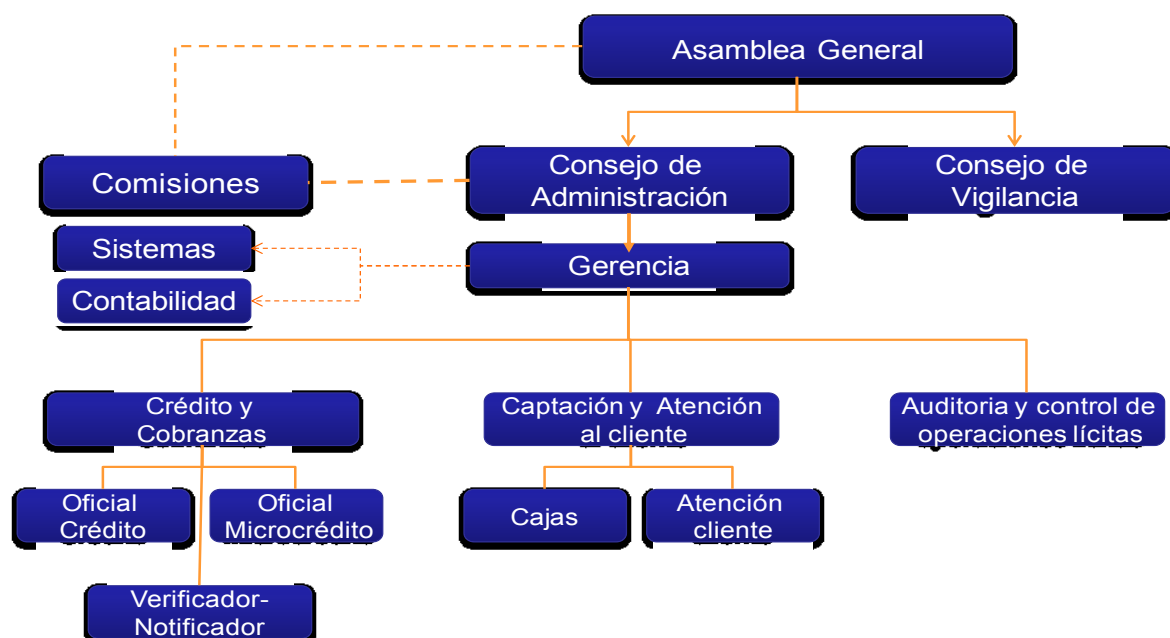 Asamblea General
Comisiones
Consejo de
Administración
Consejo de
Vigilancia
Sistemas
Gerencia
Contabilidad
Crédito y
Cobranzas
Captación y Atención
al cliente
Auditoria y control de
operaciones lícitas
Oficial
Crédito
Oficial
Microcrédito
Cajas
Atención
cliente
Verificador-
Notificador